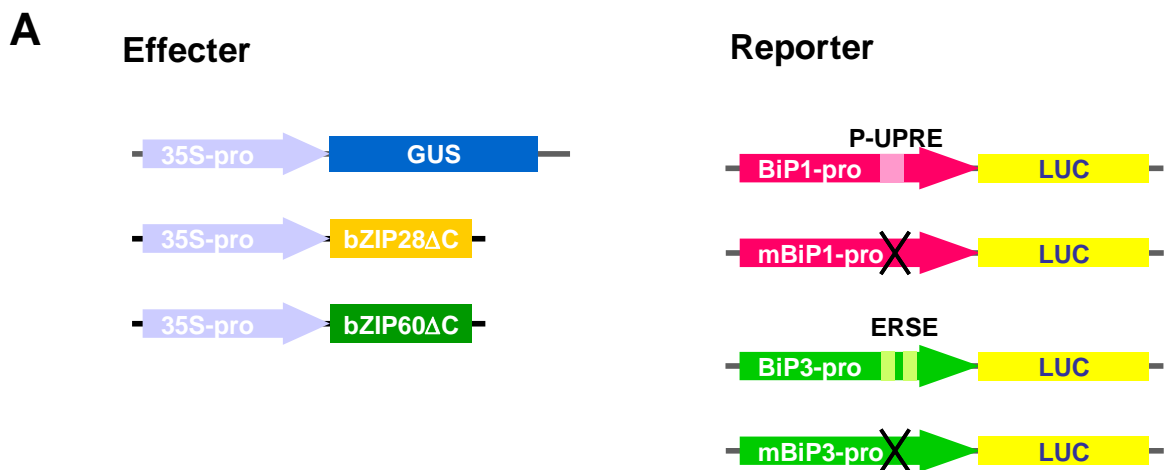 A
Effecter
35S-pro GUS
35S-pro bZIP28ΔC
35S-pro bZIP60ΔC
Reporter
P-UPRE
BiP1-pro LUC
mBiP1-pro LUC
ERSE
BiP3-pro LUC
mBiP3-pro LUC